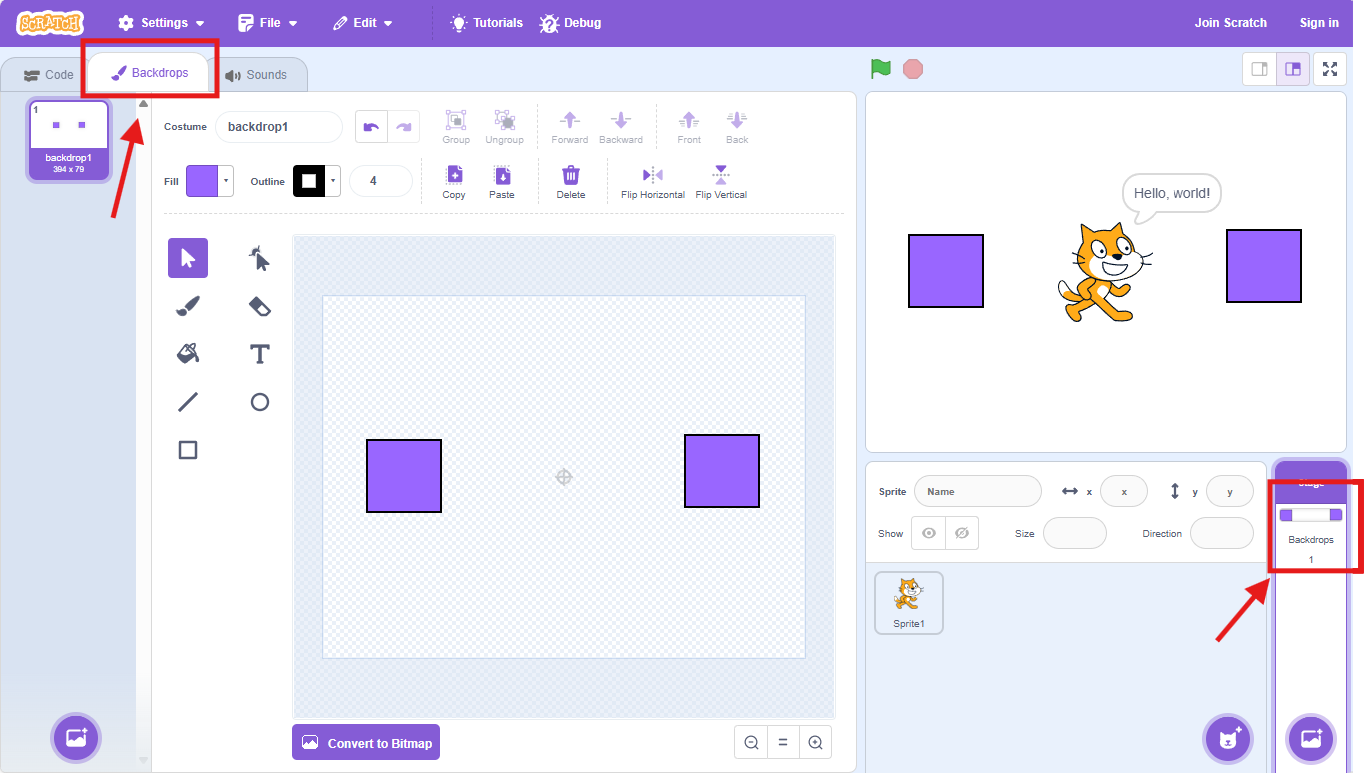 SCRATCH Settings File Edit Tutorials Debug Join Scratch Sign in
Code Backdrops Sounds
1
backdrop1
394 x 79
Costume backdrop1
Group Ungroup Forward Backward Front Back
Fill Outline 4
Copy Paste Delete Flip Horizontal Flip Vertical
Convert to Bitmap
Hello, world!
Sprite Name x x y y
Show Size Direction
Sprite1
Stage
Backdrops
1